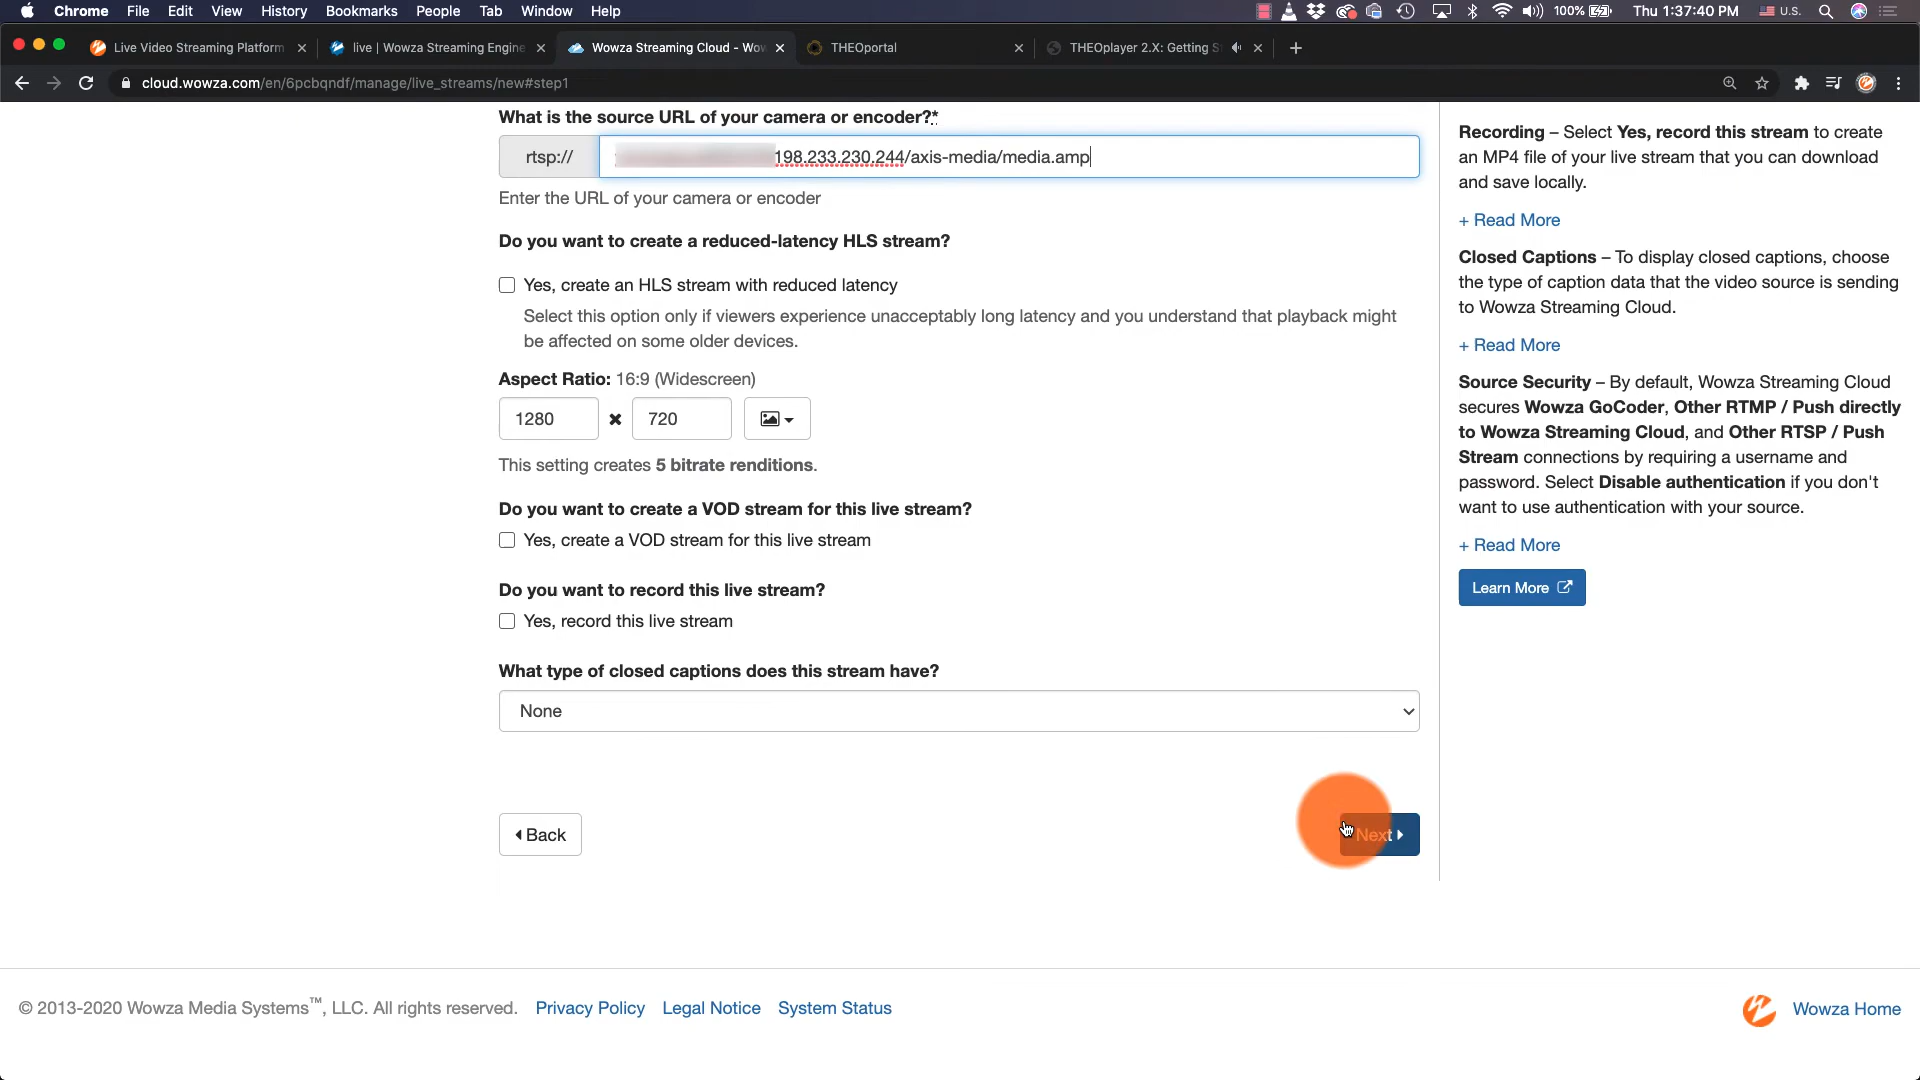 Chrome File Edit View History Bookmarks People Tab Window Help 100% Thu 1:37:40 PM U.S.
Live Video Streaming Platform live | Wowza Streaming Engine Wowza Streaming Cloud - Wow THEOportal THEOplayer 2.X: Getting S
cloud.wowza.com/en/6pcbqndf/manage/live_streams/new#step1
What is the source URL of your camera or encoder?*
rtsp:// 198.233.230.244/axis-media/media.amp
Enter the URL of your camera or encoder
Do you want to create a reduced-latency HLS stream?
Yes, create an HLS stream with reduced latency
Select this option only if viewers experience unacceptably long latency and you understand that playback might
be affected on some older devices.
Aspect Ratio: 16:9 (Widescreen)
1280 720
This setting creates 5 bitrate renditions.
Do you want to create a VOD stream for this live stream?
Yes, create a VOD stream for this live stream
Do you want to record this live stream?
Yes, record this live stream
What type of closed captions does this stream have?
None
Back Next
Recording – Select Yes, record this stream to create
an MP4 file of your live stream that you can download
and save locally.
+ Read More
Closed Captions – To display closed captions, choose
the type of caption data that the video source is sending
to Wowza Streaming Cloud.
+ Read More
Source Security – By default, Wowza Streaming Cloud
secures Wowza GoCoder, Other RTMP / Push directly
to Wowza Streaming Cloud, and Other RTSP / Push
Stream connections by requiring a username and
password. Select Disable authentication if you don't
want to use authentication with your source.
+ Read More
Learn More
© 2013-2020 Wowza Media Systems™, LLC. All rights reserved. Privacy Policy Legal Notice System Status Wowza Home